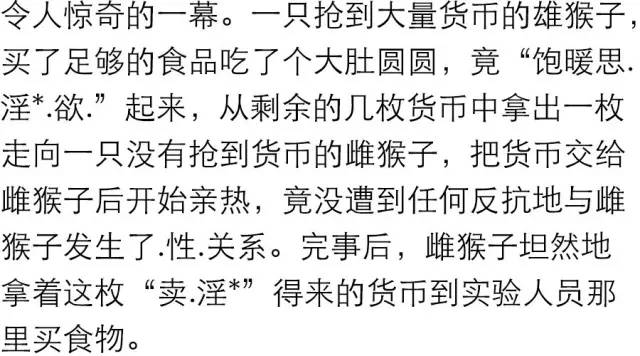 令人惊奇的一幕。一只抢到大量货币的雄猴子，
买了足够的食品吃了个大肚圆圆，竟“饱暖思.
淫*.欲.”起来，从剩余的几枚货币中拿出一枚
走向一只没有抢到货币的雌猴子，把货币交给
雌猴子后开始亲热，竟没遭到任何反抗地与雌
猴子发生了.性.关系。完事后，雌猴子坦然地
拿着这枚“卖.淫*”得来的货币到实验人员那
里买食物。